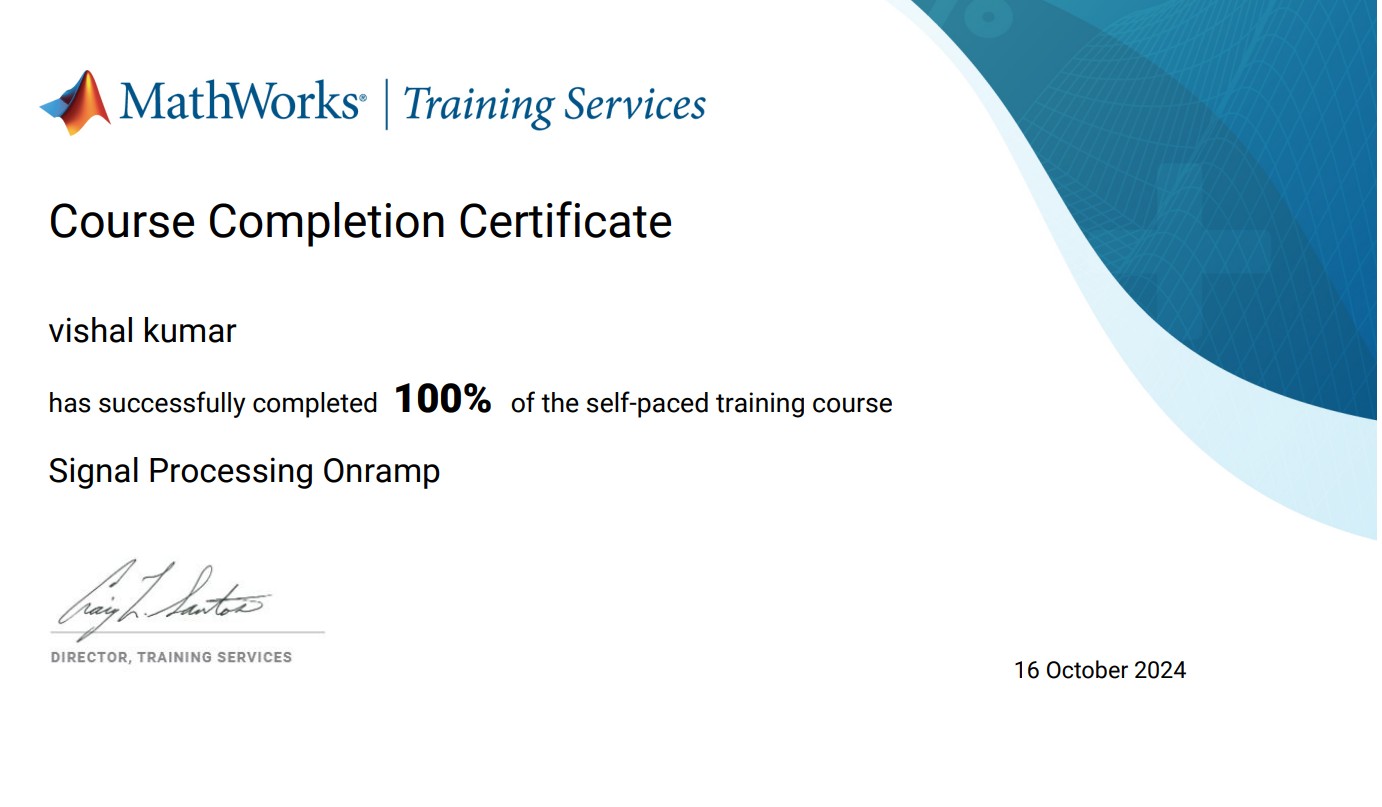 MathWorks® | Training Services
Course Completion Certificate
vishal kumar
has successfully completed 100% of the self-paced training course
Signal Processing Onramp
Craig L. Santos
DIRECTOR, TRAINING SERVICES
16 October 2024